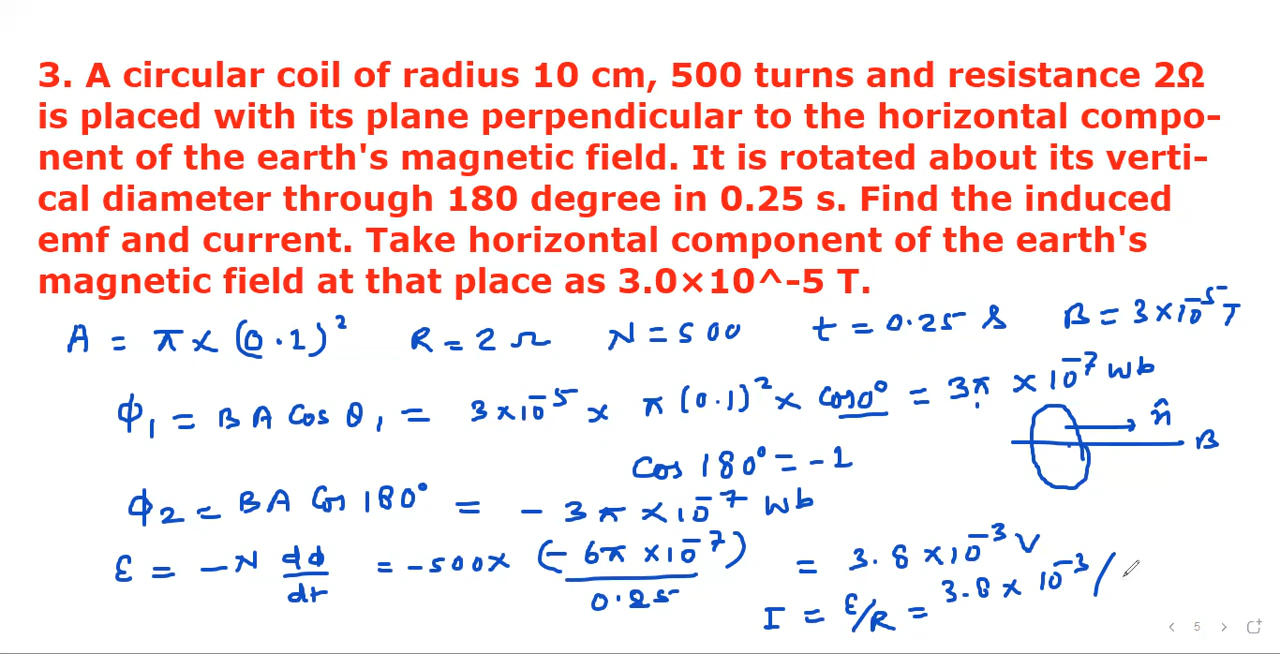 3. A circular coil of radius 10 cm, 500 turns and resistance 2Ω
is placed with its plane perpendicular to the horizontal compo-
nent of the earth's magnetic field. It is rotated about its verti-
cal diameter through 180 degree in 0.25 s. Find the induced
emf and current. Take horizontal component of the earth's
magnetic field at that place as 3.0×10^-5 T.
A = π × (0.1)² R = 2 Ω N = 500 t = 0.25 s B = 3×10⁻⁵ T
ϕ₁ = B A Cos θ₁ = 3×10⁻⁵ × π (0.1)² × Cos0° = 3π × 10⁻⁷ Wb
n̂
B
Cos 180° = -1
ϕ₂ = BA Cos 180° = - 3π × 10⁻⁷ Wb
ε = -N dϕ/dt = -500× (- 6π × 10⁻⁷)/0.25 = 3.8 × 10⁻³ V
I = ε/R = 3.8 × 10⁻³ /
5